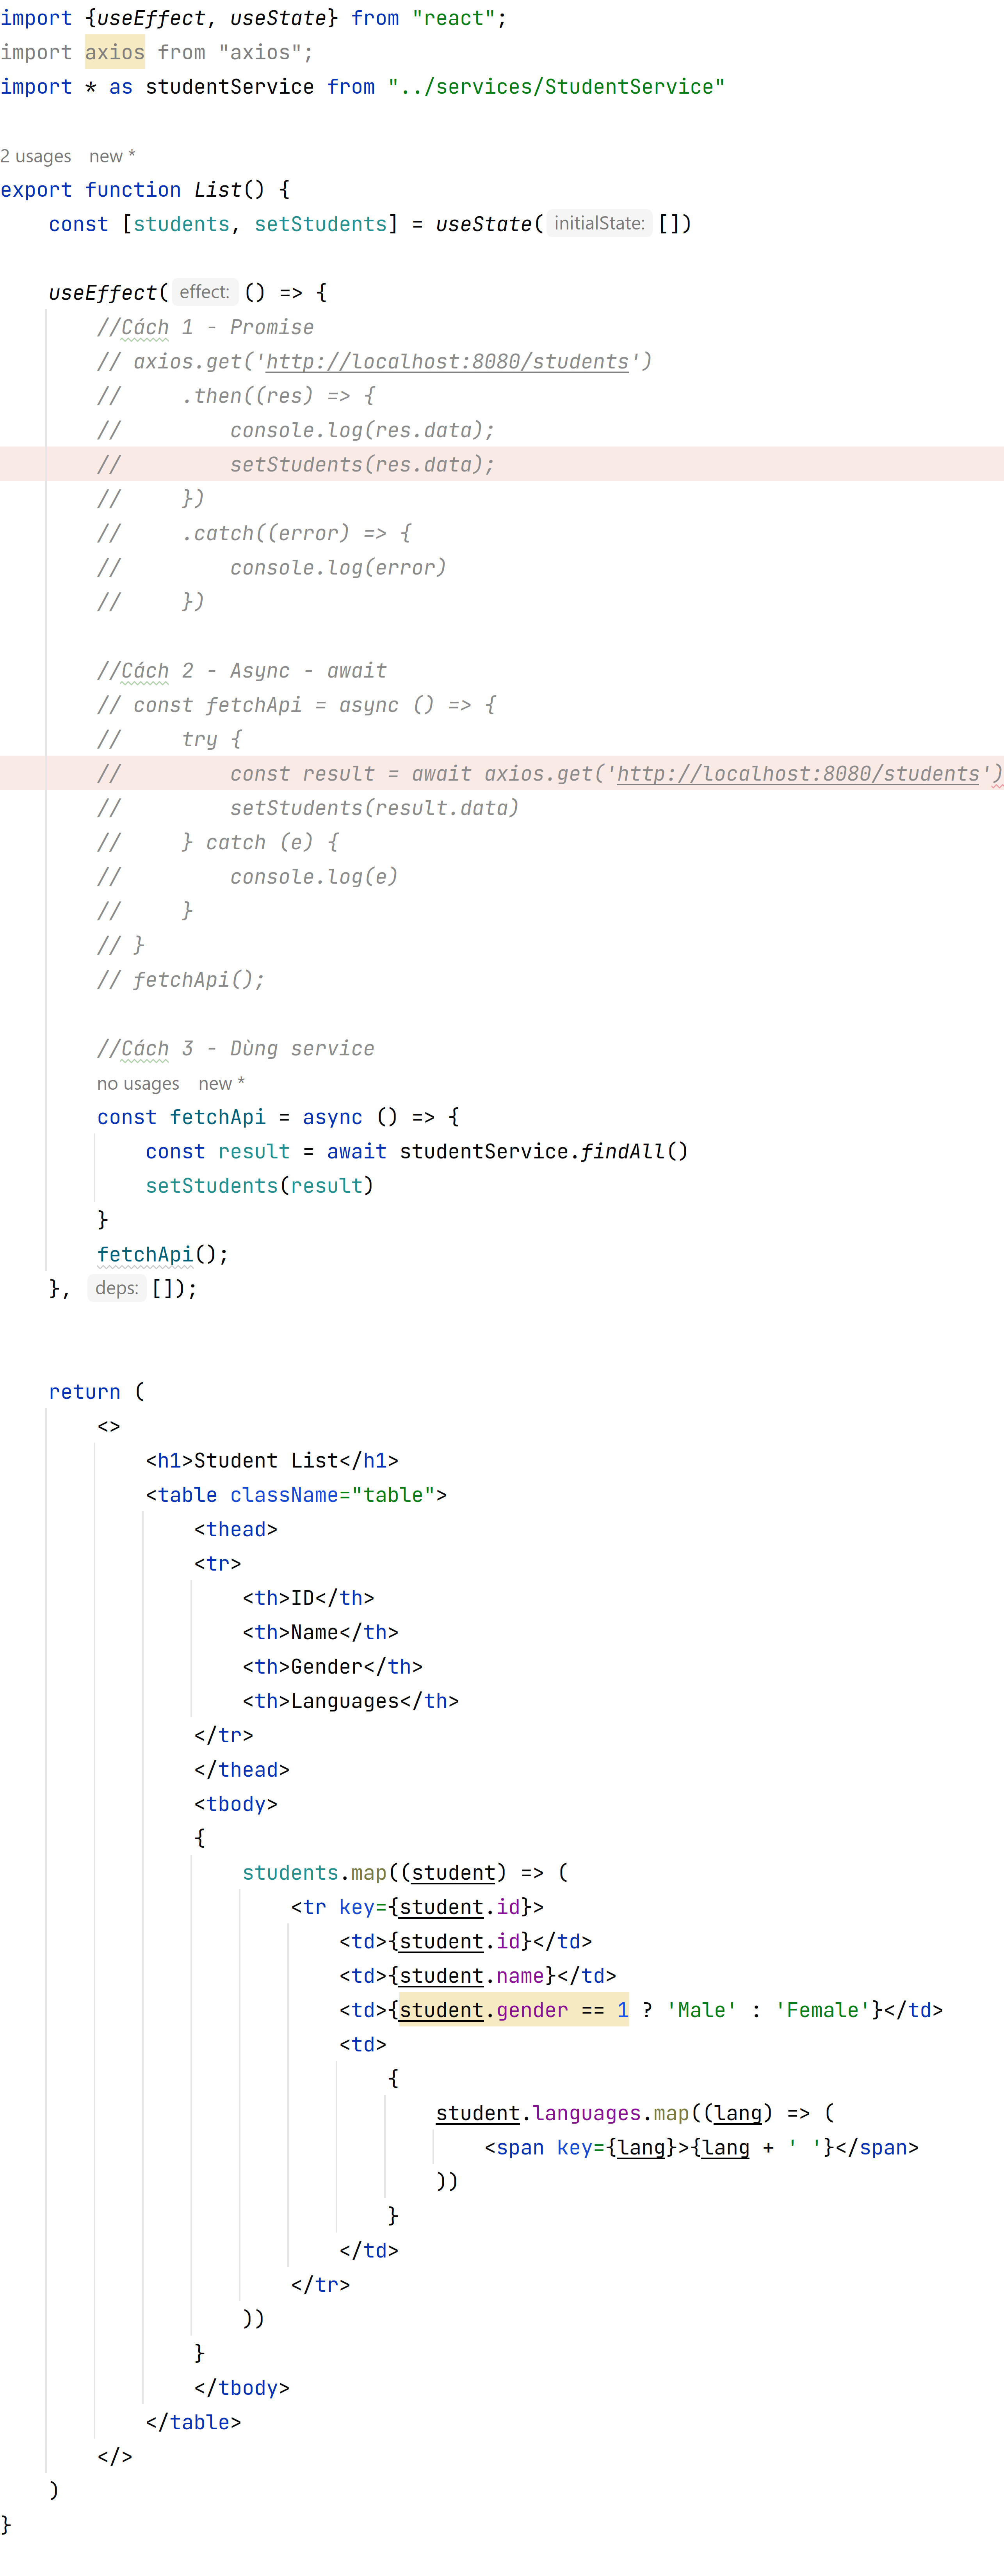 import {useEffect, useState} from "react";
import axios from "axios";
import * as studentService from "../services/StudentService"

2 usages   new *
export function List() {
    const [students, setStudents] = useState( initialState: [])

    useEffect( effect: () => {
        //Cách 1 - Promise
        // axios.get('http://localhost:8080/students')
        //     .then((res) => {
        //         console.log(res.data);
        //         setStudents(res.data);
        //     })
        //     .catch((error) => {
        //         console.log(error)
        //     })

        //Cách 2 - Async - await
        // const fetchApi = async () => {
        //     try {
        //         const result = await axios.get('http://localhost:8080/students')
        //         setStudents(result.data)
        //     } catch (e) {
        //         console.log(e)
        //     }
        // }
        // fetchApi();

        //Cách 3 - Dùng service
        no usages   new *
        const fetchApi = async () => {
            const result = await studentService.findAll()
            setStudents(result)
        }
        fetchApi();
    }, deps: []);


    return (
        <>
            <h1>Student List</h1>
            <table className="table">
                <thead>
                <tr>
                    <th>ID</th>
                    <th>Name</th>
                    <th>Gender</th>
                    <th>Languages</th>
                </tr>
                </thead>
                <tbody>
                {
                    students.map((student) => (
                        <tr key={student.id}>
                            <td>{student.id}</td>
                            <td>{student.name}</td>
                            <td>{student.gender == 1 ? 'Male' : 'Female'}</td>
                            <td>
                                {
                                    student.languages.map((lang) => (
                                        <span key={lang}>{lang + ' '}</span>
                                    ))
                                }
                            </td>
                        </tr>
                    ))
                }
                </tbody>
            </table>
        </>
    )
}